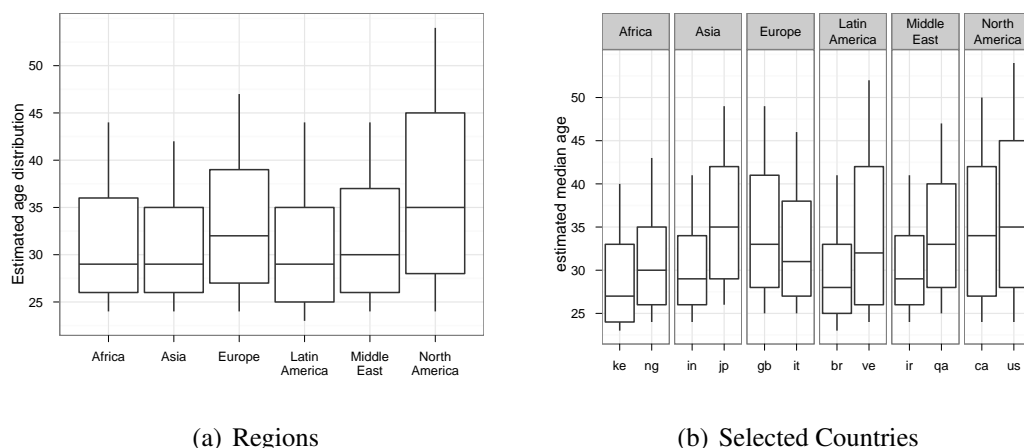 Estimated age distribution
50
45
40
35
30
25
Africa
Asia
Europe
Latin
America
Middle
East
North
America
(a) Regions
Africa
Asia
Europe
Latin
America
Middle
East
North
America
estimated median age
50
45
40
35
30
25
ke
ng
in
jp
gb
it
br
ve
ir
qa
ca
us
(b) Selected Countries